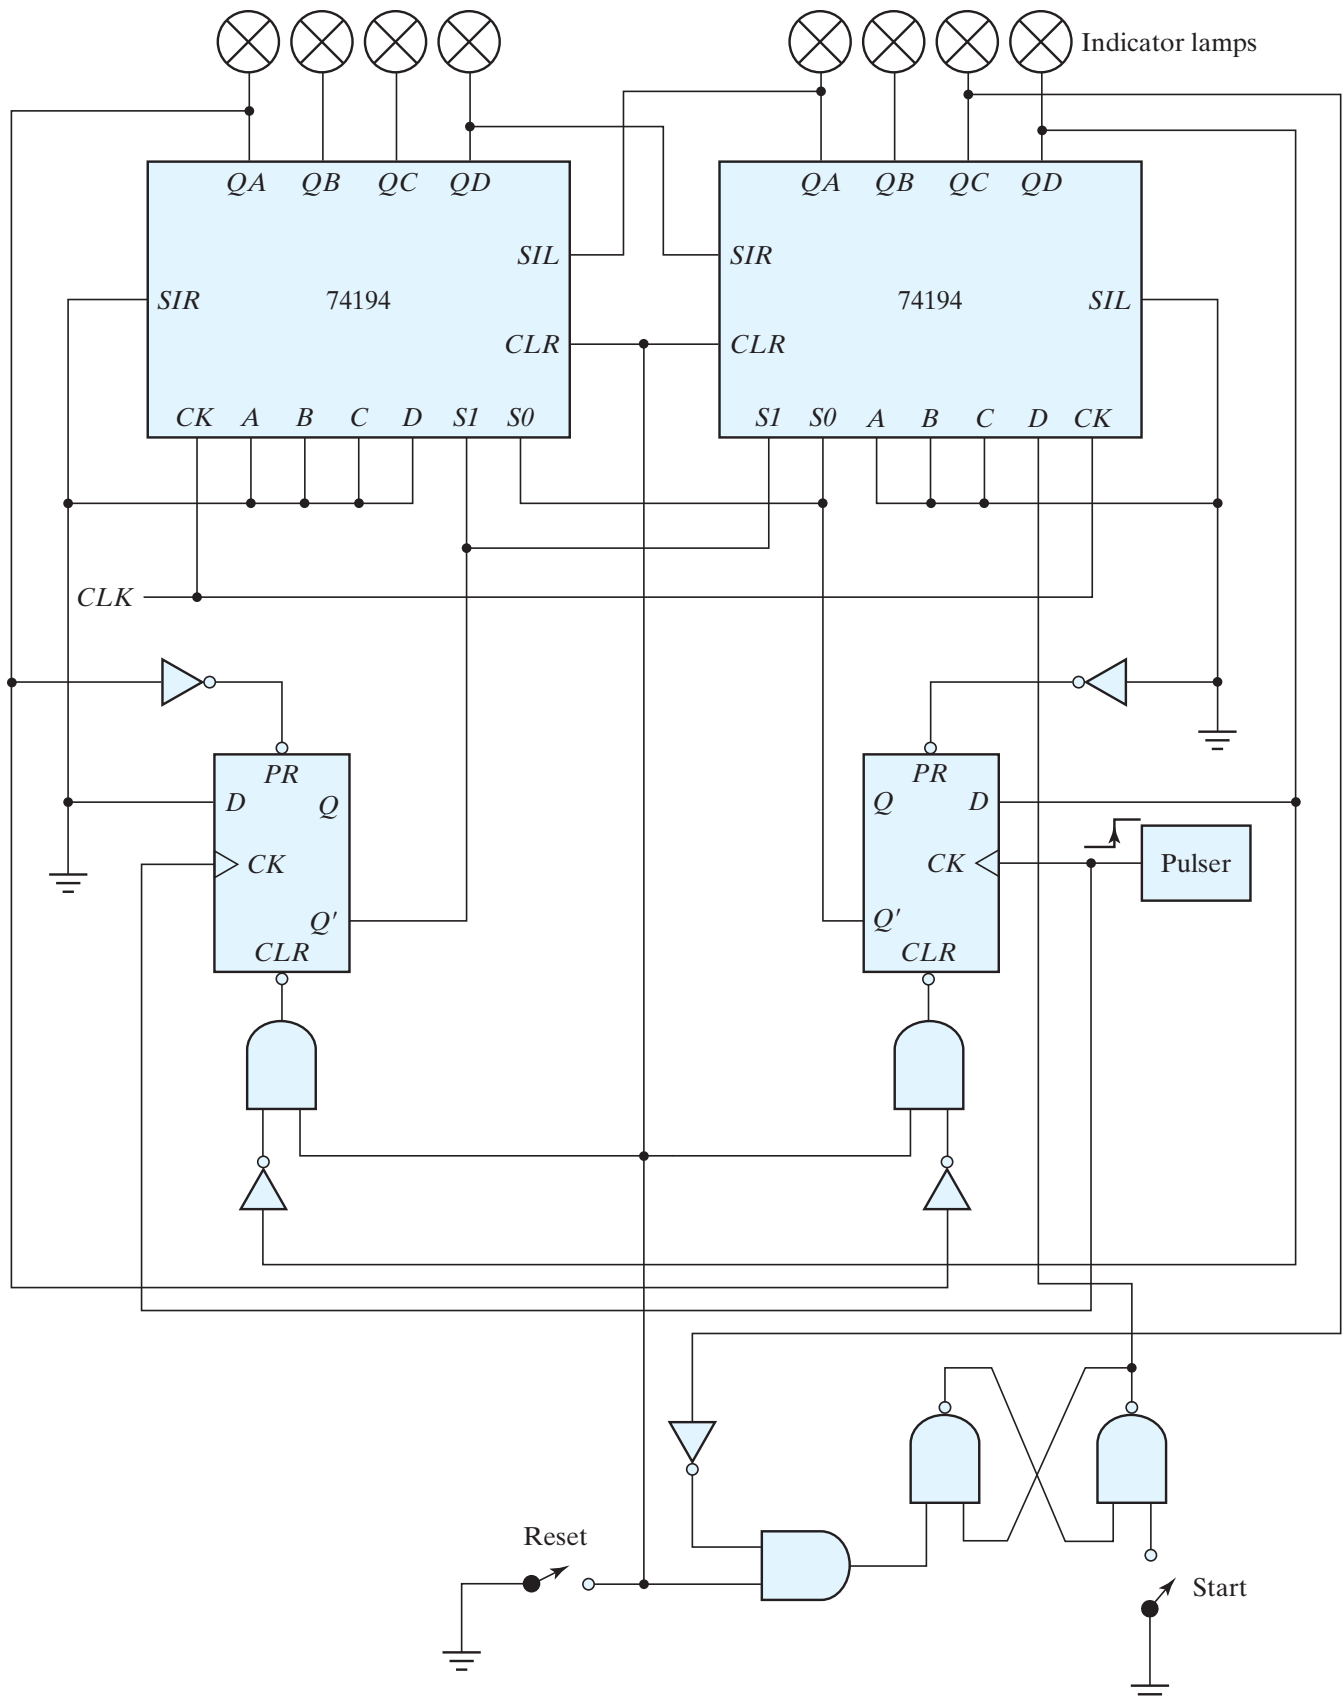 Indicator lamps
QA QB QC QD
QA QB QC QD
SIL
SIR
SIR
74194
74194
SIL
CLR
CLR
CK A B C D S1 S0
S1 S0 A B C D CK
CLK
PR
PR
D Q
Q D
CK
CK
Pulser
Q′
Q′
CLR
CLR
Reset
Start